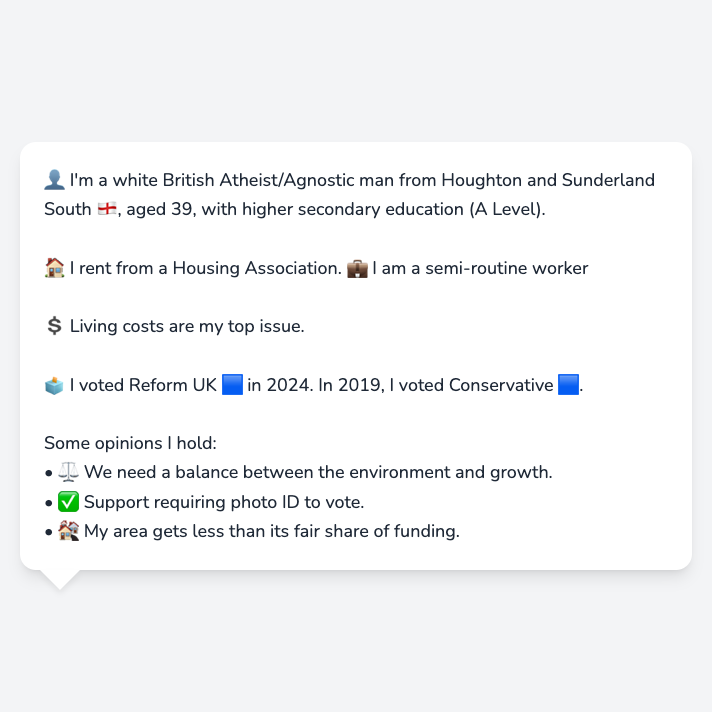 👤 I'm a white British Atheist/Agnostic man from Houghton and Sunderland
South 🏴󠁧󠁢󠁥󠁮󠁧󠁿, aged 39, with higher secondary education (A Level).
🏠 I rent from a Housing Association. 💼 I am a semi-routine worker
💲 Living costs are my top issue.
🗳️ I voted Reform UK 🟦 in 2024. In 2019, I voted Conservative 🟦.
Some opinions I hold:
• ⚖️ We need a balance between the environment and growth.
• ✅ Support requiring photo ID to vote.
• 🏚️ My area gets less than its fair share of funding.